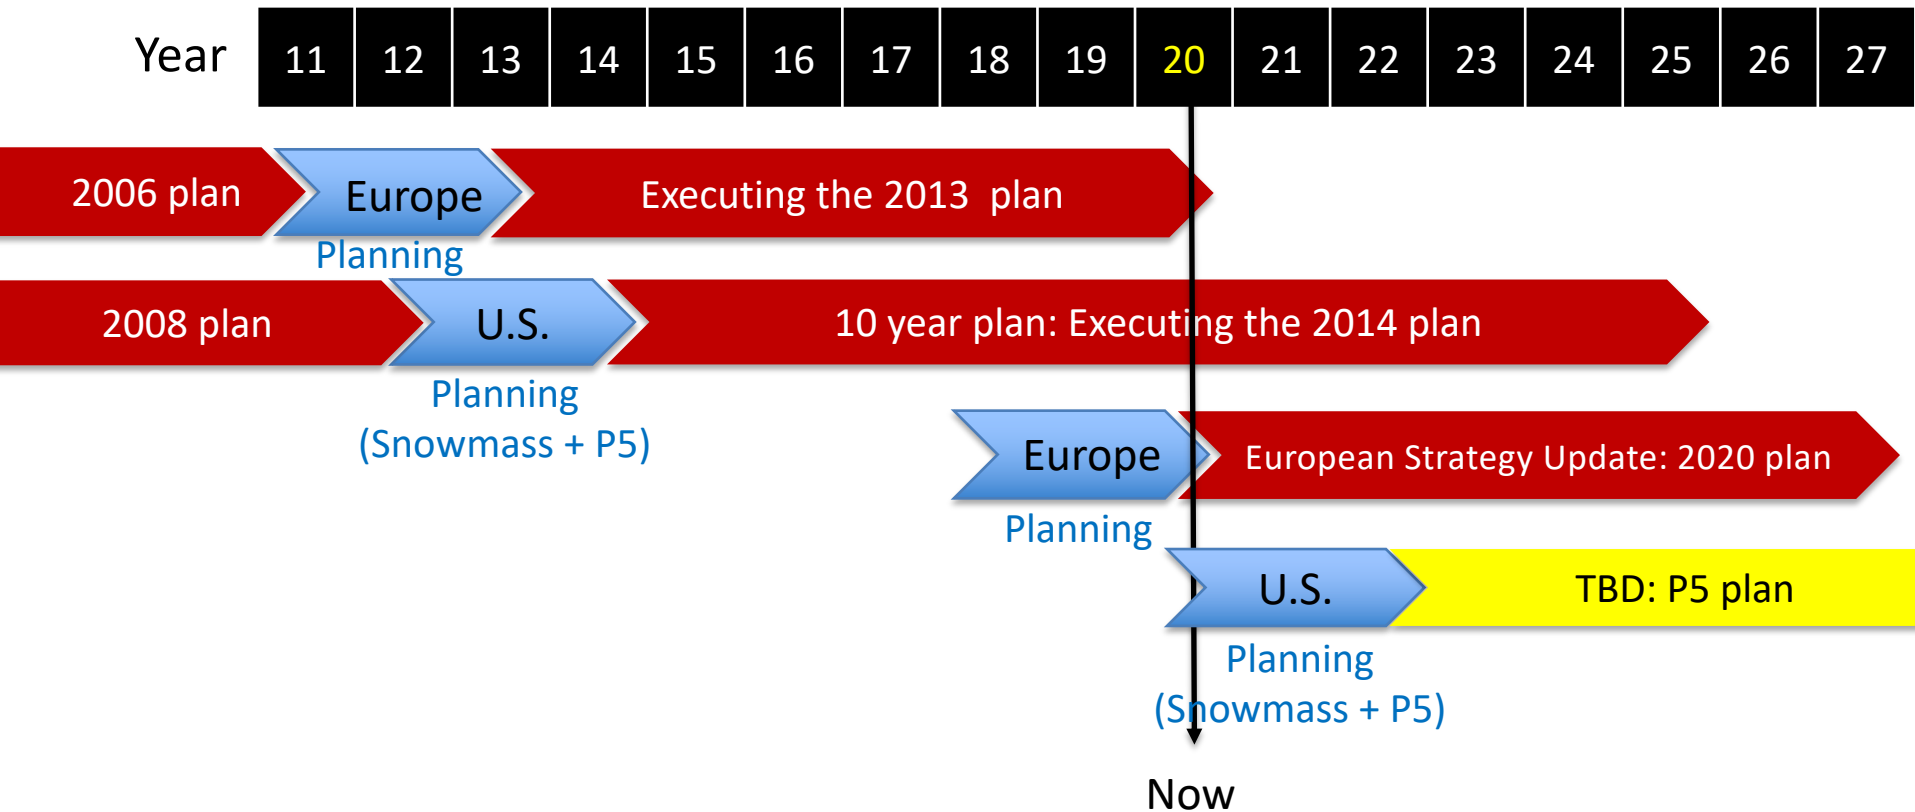 Year 11 12 13 14 15 16 17 18 19 20 21 22 23 24 25 26 27
2006 plan Europe Executing the 2013 plan
Planning
2008 plan U.S. 10 year plan: Executing the 2014 plan
Planning
(Snowmass + P5)
Europe European Strategy Update: 2020 plan
Planning
U.S. TBD: P5 plan
Planning
(Snowmass + P5)
Now